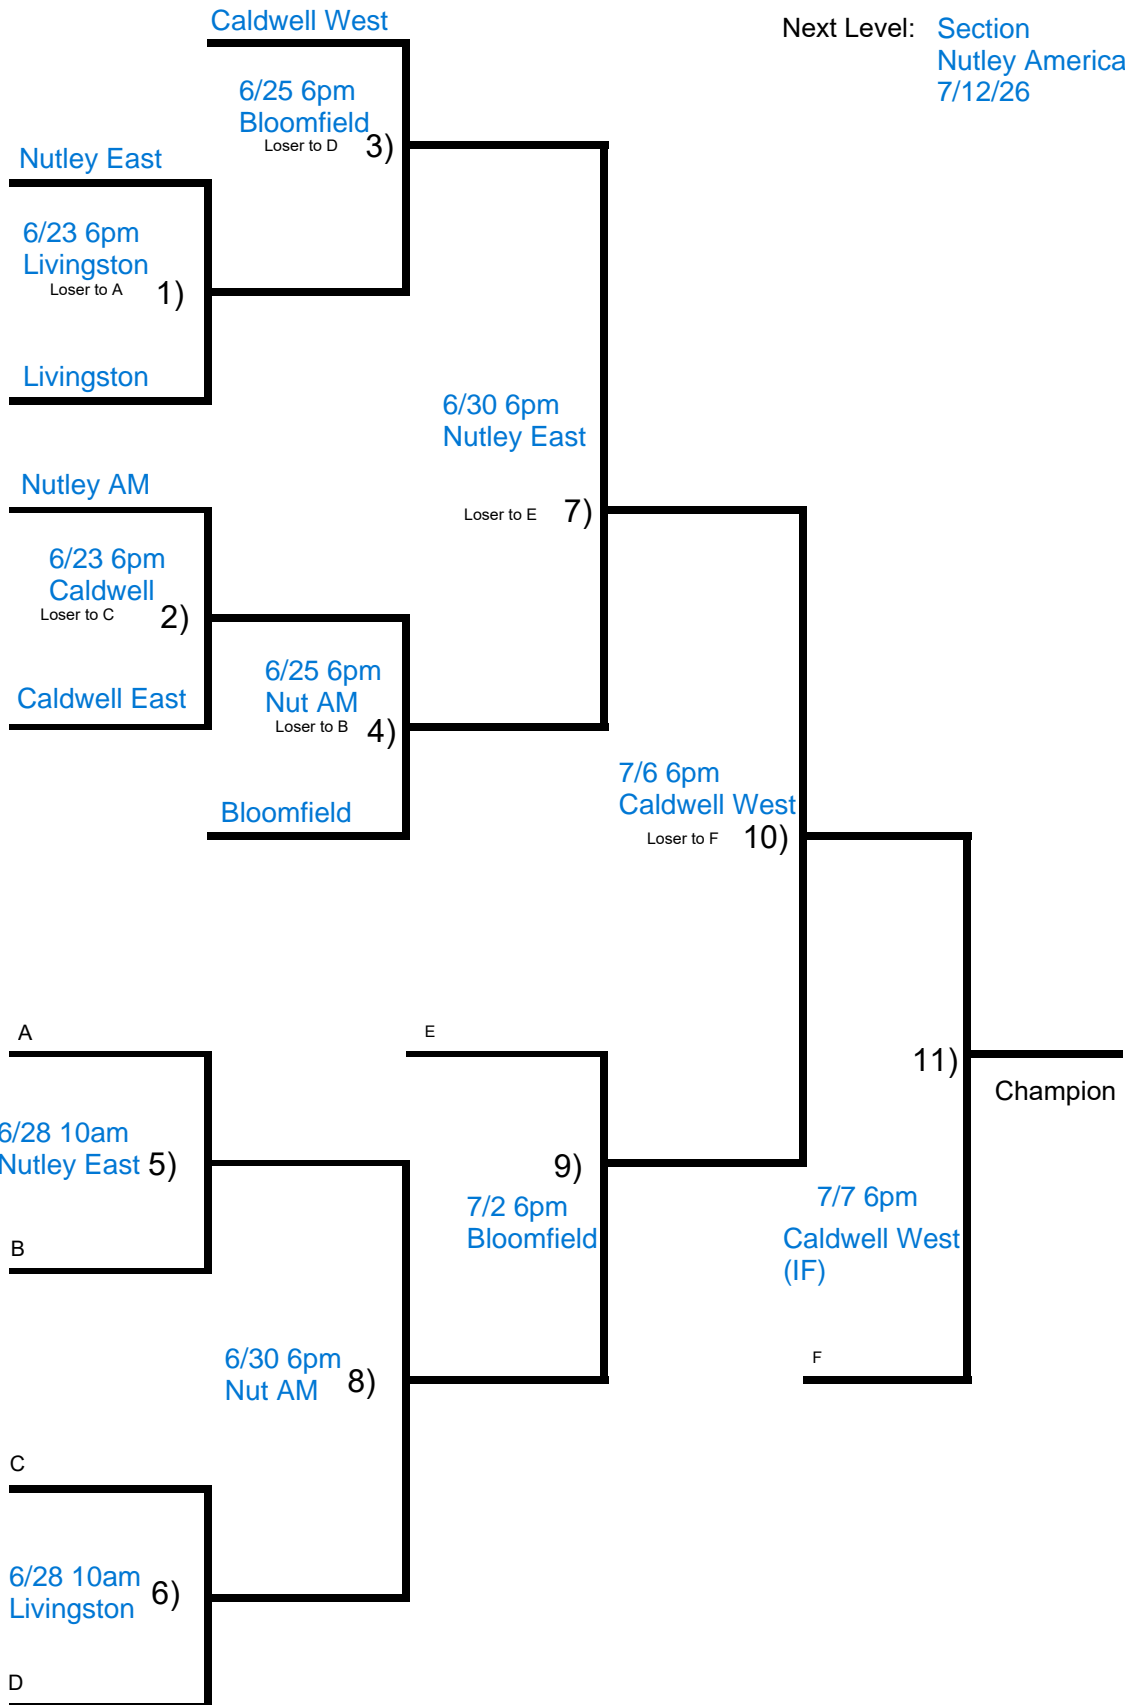 Caldwell West
Next Level: Section
Nutley America
7/12/26
6/25 6pm
Bloomfield
Loser to D 3)
Nutley East
6/23 6pm
Livingston
Loser to A 1)
Livingston
6/30 6pm
Nutley East
Loser to E 7)
Nutley AM
6/23 6pm
Caldwell
Loser to C 2)
Caldwell East
6/25 6pm
Nut AM
Loser to B 4)
Bloomfield
7/6 6pm
Caldwell West
Loser to F 10)
A
E
11)
Champion
6/28 10am
Nutley East 5)
9)
7/2 6pm
Bloomfield
7/7 6pm
Caldwell West
(IF)
B
6/30 6pm
Nut AM 8)
F
C
6/28 10am
Livingston 6)
D